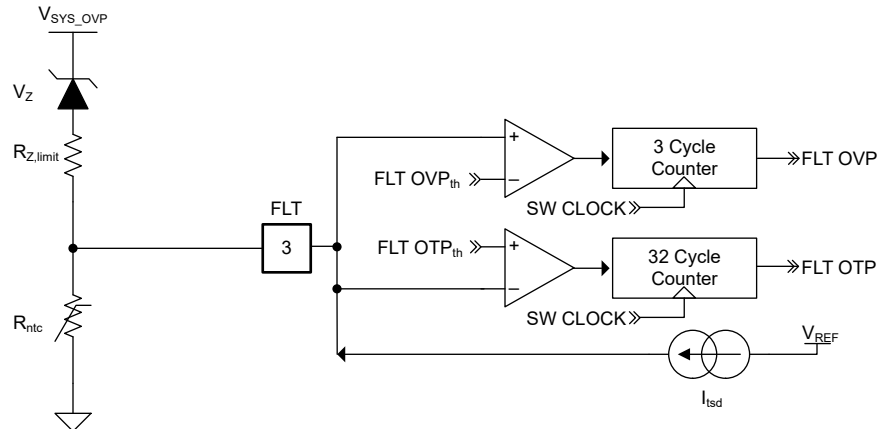 VSYS_OVP
VZ
RZ,limit
FLT
3
Rntc
FLT OVPth
+
−
3 Cycle
Counter
FLT OVP
SW CLOCK
FLT OTPth
+
−
32 Cycle
Counter
FLT OTP
SW CLOCK
VREF
Itsd